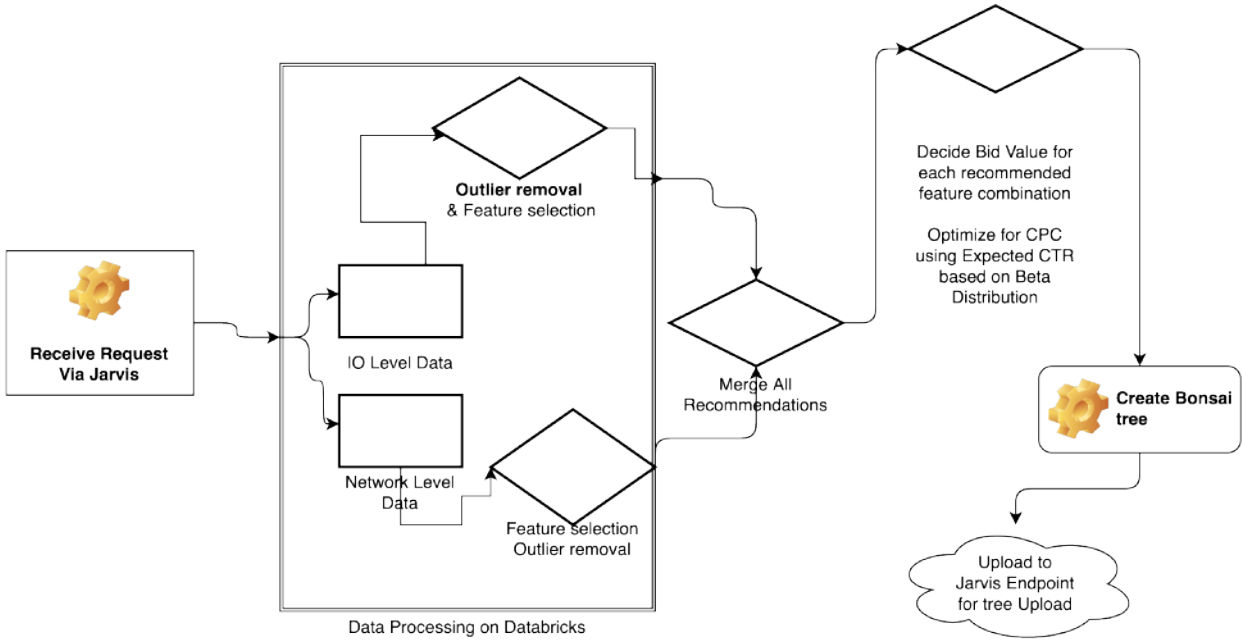 Receive Request
Via Jarvis
Outlier removal
& Feature selection
IO Level Data
Network Level
Data
Feature selection
Outlier removal
Data Processing on Databricks
Merge All
Recommendations
Decide Bid Value for
each recommended
feature combination
Optimize for CPC
using Expected CTR
based on Beta
Distribution
Create Bonsai
tree
Upload to
Jarvis Endpoint
for tree Upload